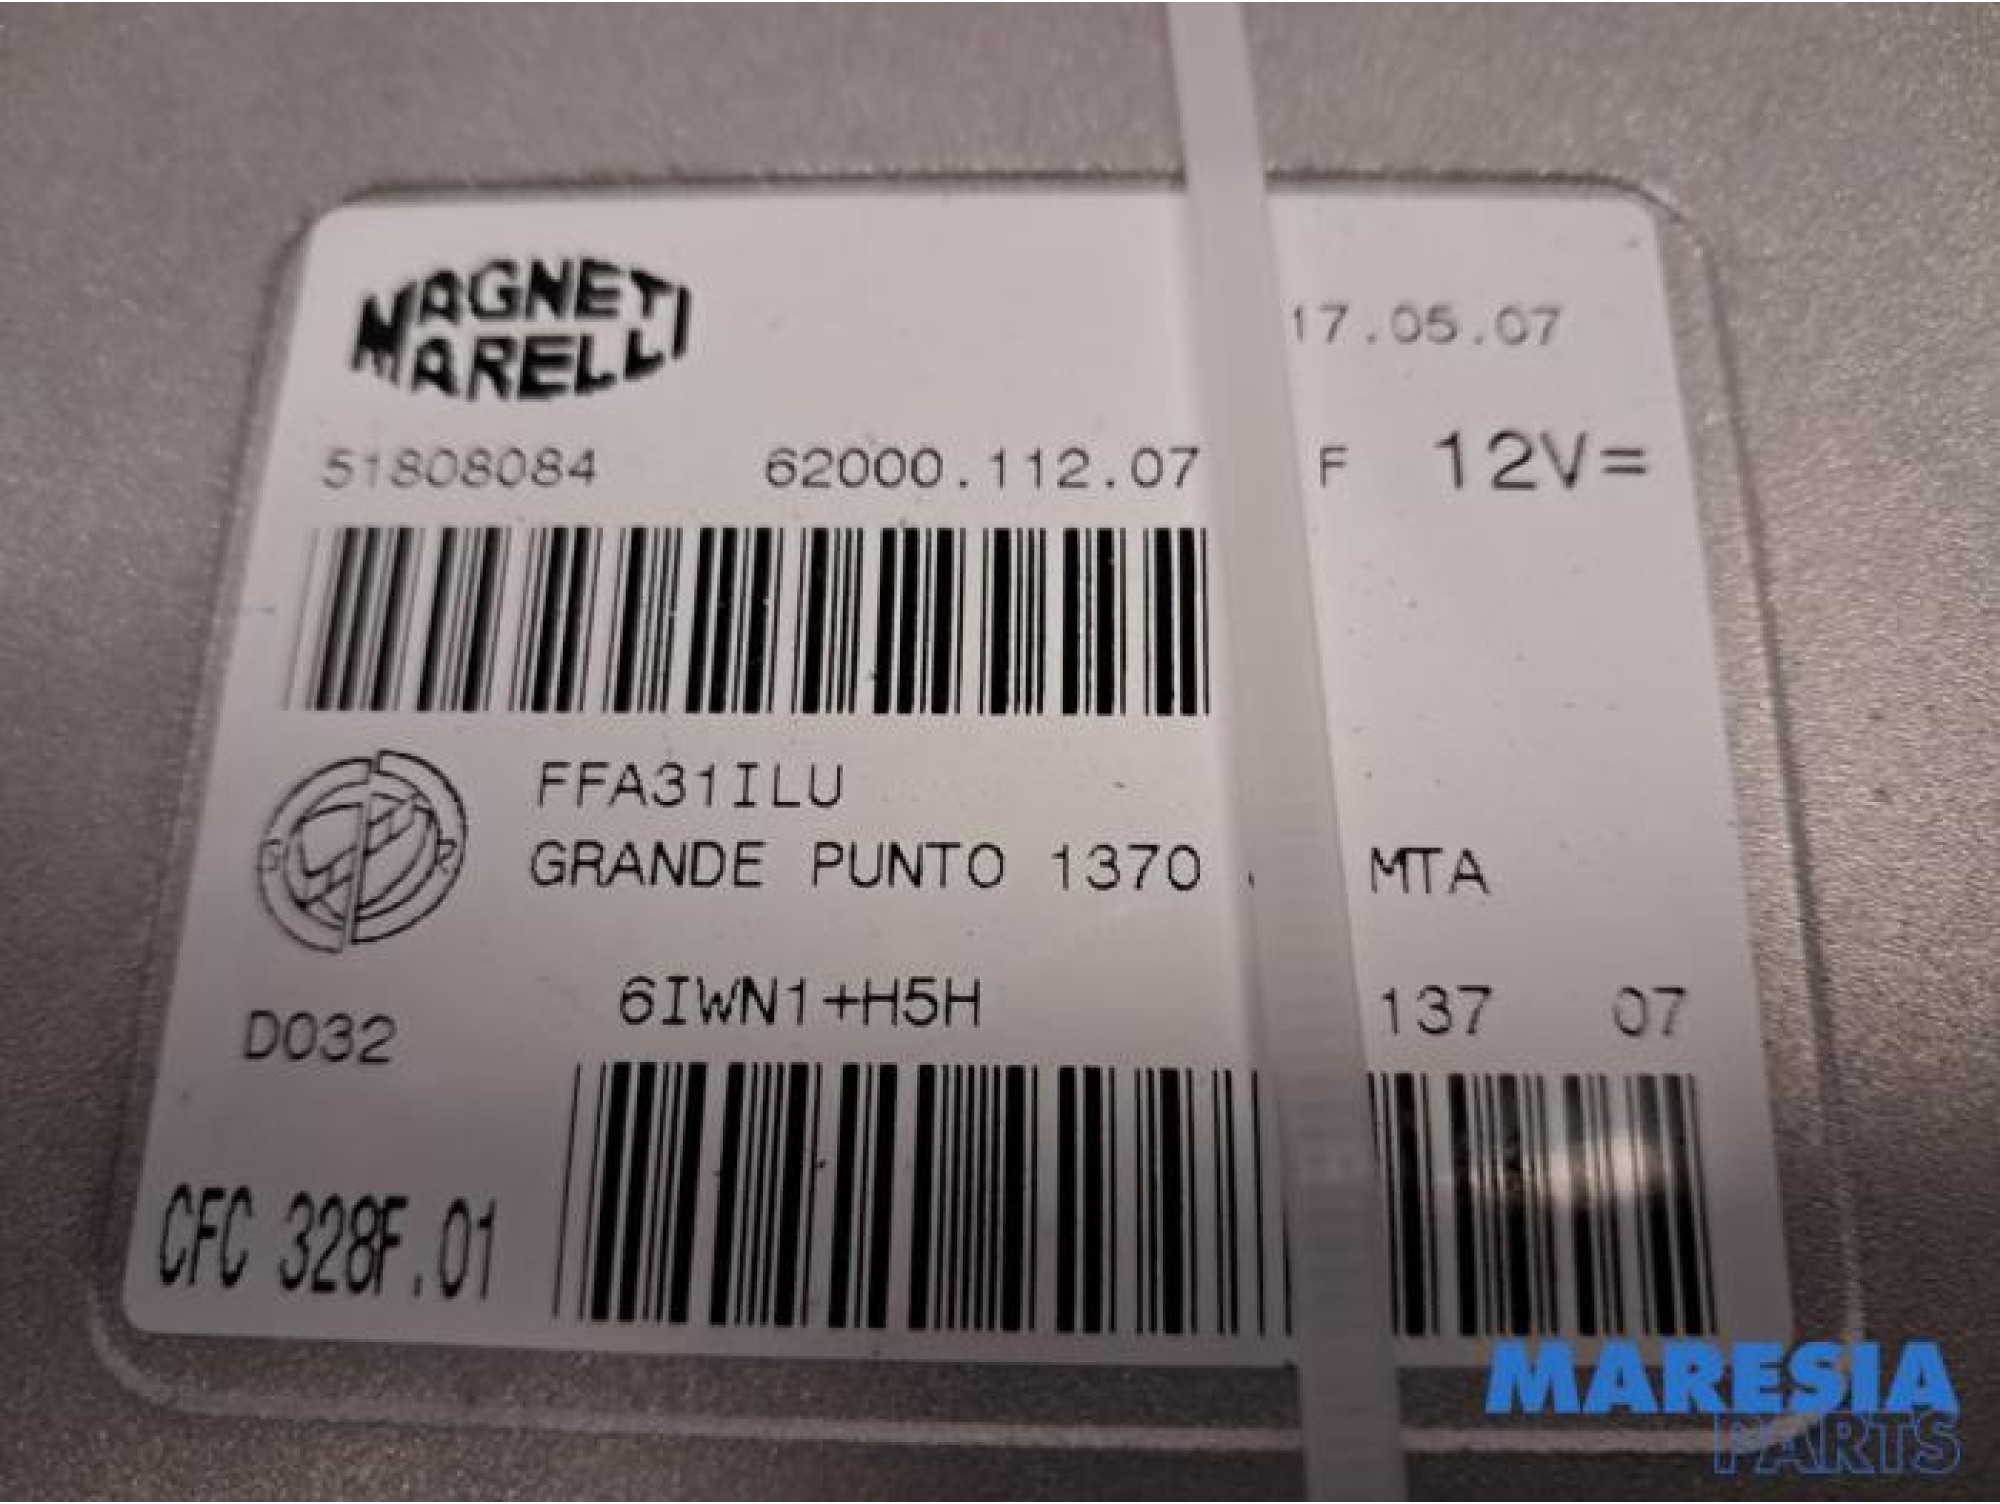 MAGNETI
MARELLI
17.05.07
51808084 62000.112.07 F 12V=
FFA31ILU
GRANDE PUNTO 1370 MTA
6IWN1+H5H 137 07
D032
CFC 328F.01
MARESIA
PARTS